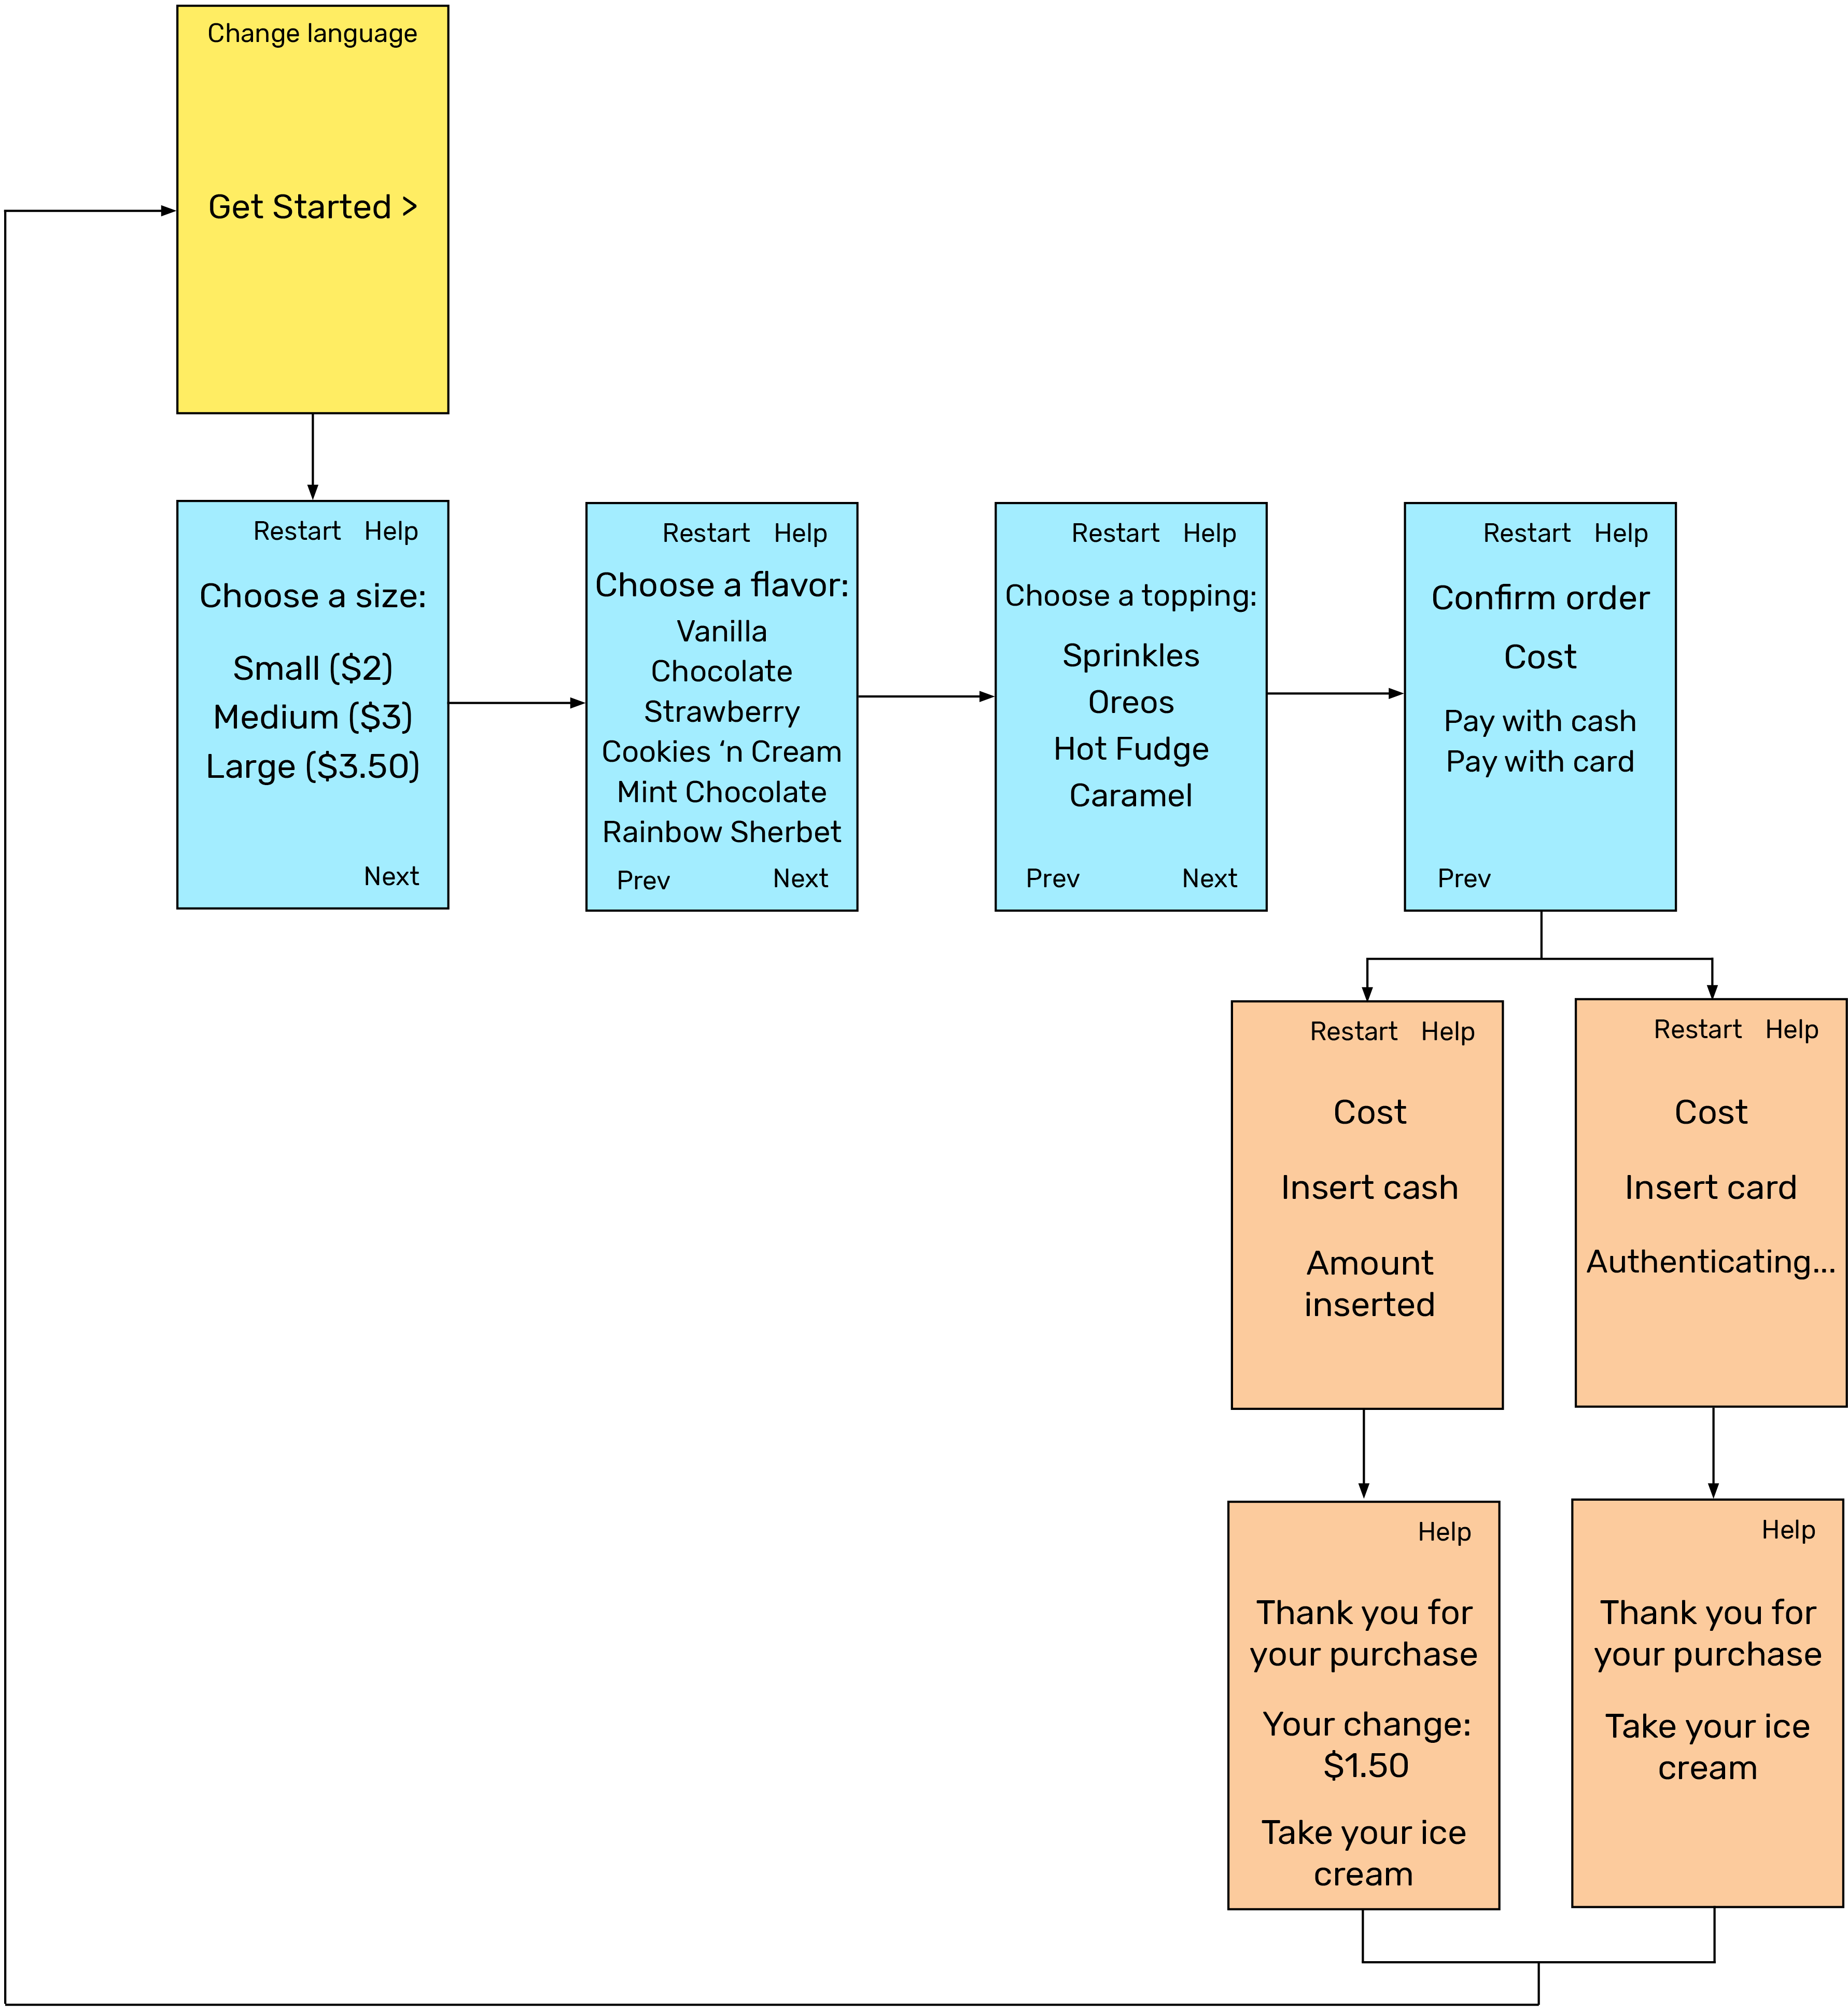 Change language
Get Started >
Restart Help
Choose a size:
Small ($2)
Medium ($3)
Large ($3.50)
Next
Restart Help
Choose a flavor:
Vanilla
Chocolate
Strawberry
Cookies ‘n Cream
Mint Chocolate
Rainbow Sherbet
Prev Next
Restart Help
Choose a topping:
Sprinkles
Oreos
Hot Fudge
Caramel
Prev Next
Restart Help
Confirm order
Cost
Pay with cash
Pay with card
Prev
Restart Help
Cost
Insert cash
Amount
inserted
Restart Help
Cost
Insert card
Authenticating...
Help
Thank you for
your purchase
Your change:
$1.50
Take your ice
cream
Help
Thank you for
your purchase
Take your ice
cream